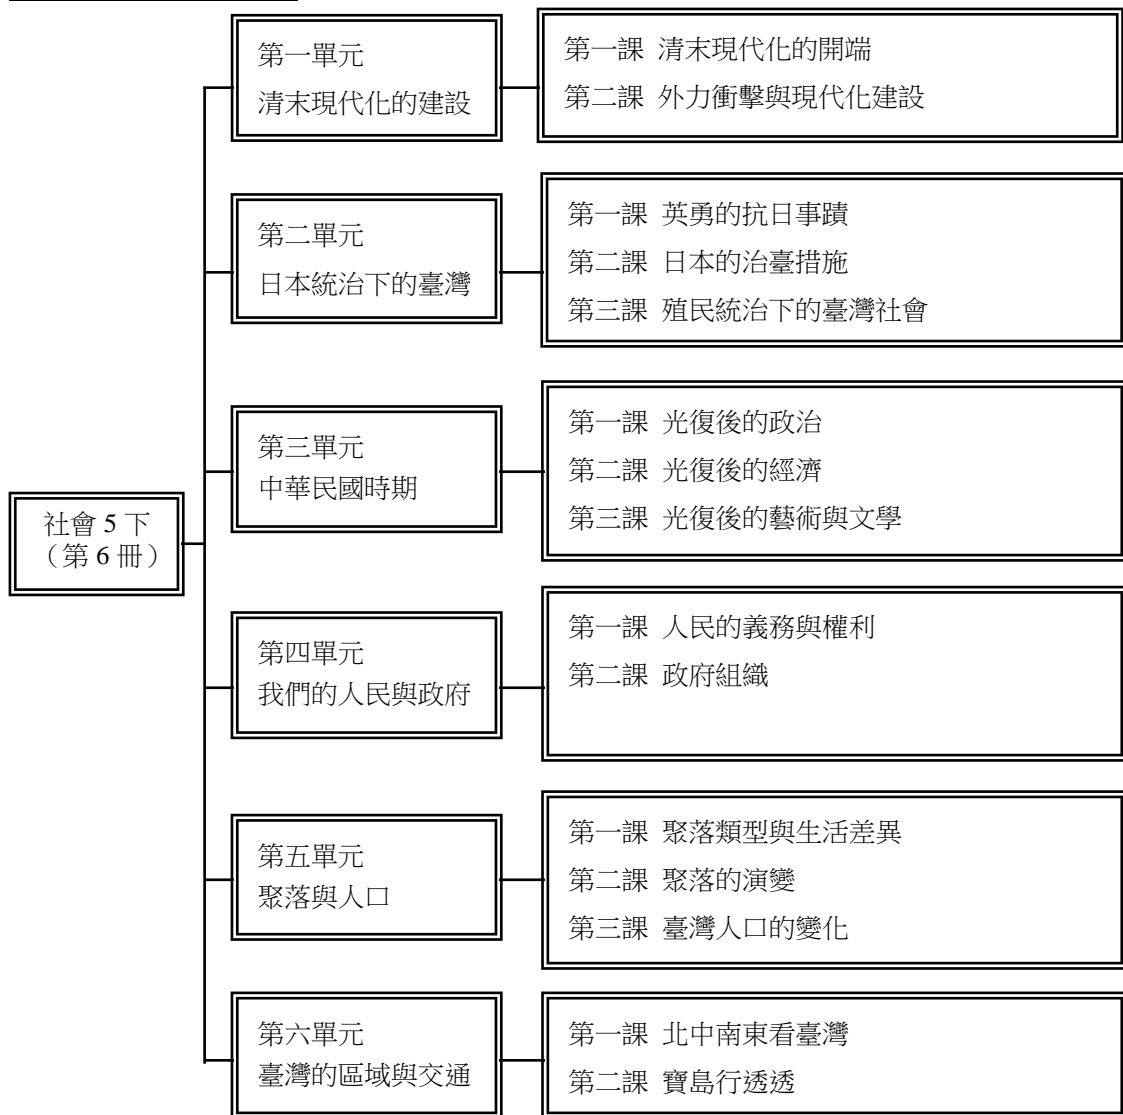 第一單元
清末現代化的建設
第一課 清末現代化的開端
第二課 外力衝擊與現代化建設
第二單元
日本統治下的臺灣
第一課 英勇的抗日事蹟
第二課 日本的治臺措施
第三課 殖民統治下的臺灣社會
第三單元
中華民國時期
第一課 光復後的政治
第二課 光復後的經濟
第三課 光復後的藝術與文學
社會 5 下
（第 6 冊）
第四單元
我們的人民與政府
第一課 人民的義務與權利
第二課 政府組織
第五單元
聚落與人口
第一課 聚落類型與生活差異
第二課 聚落的演變
第三課 臺灣人口的變化
第六單元
臺灣的區域與交通
第一課 北中南東看臺灣
第二課 寶島行透透